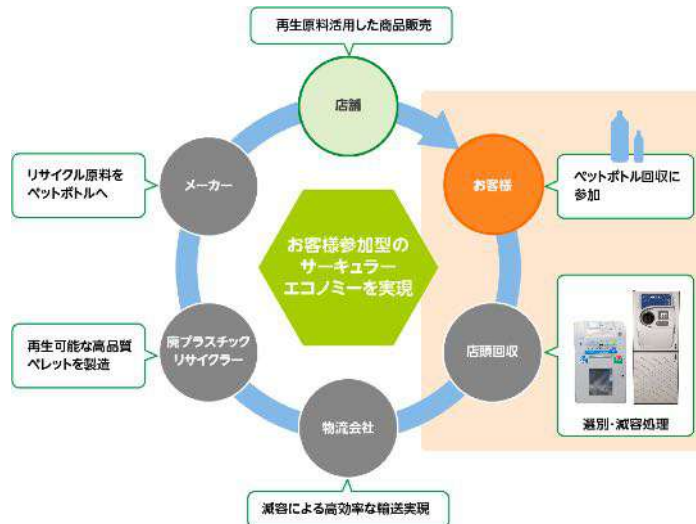 再生原料活用した商品販売
店舗
お客様
ペットボトル回収に
参加
店頭回収
選別・減容処理
物流会社
減容による高効率な輸送実現
廃プラスチック
リサイクラー
再生可能な高品質
ペレットを製造
メーカー
リサイクル原料を
ペットボトルへ
お客様参加型の
サーキュラー
エコノミーを実現